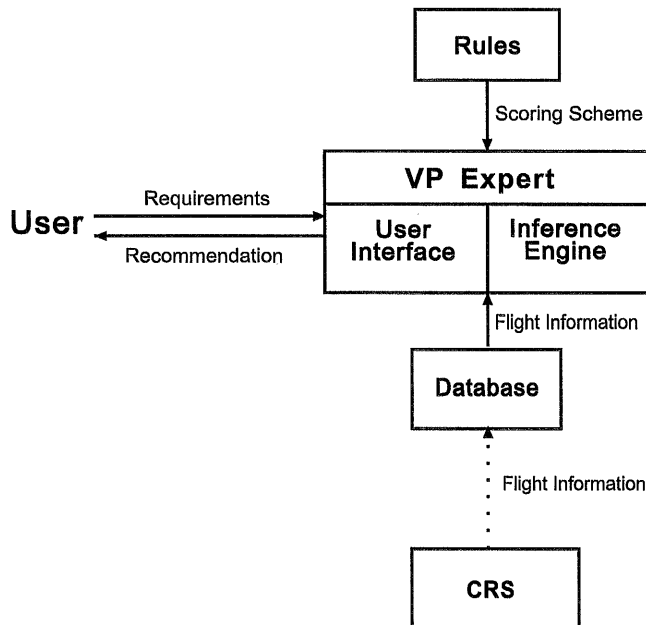 Rules
Scoring Scheme
VP Expert
Requirements
User
Recommendation
User
Interface
Inference
Engine
Flight Information
Database
Flight Information
CRS